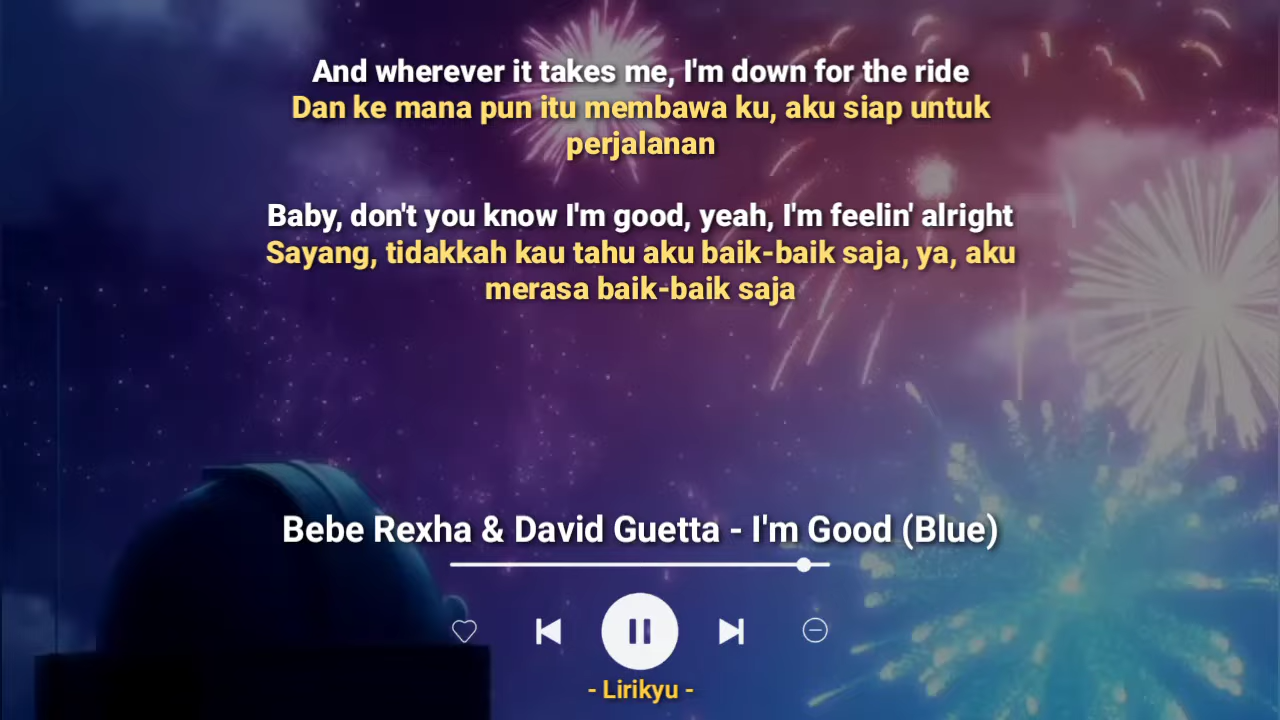 And wherever it takes me, I'm down for the ride
Dan ke mana pun itu membawa ku, aku siap untuk
perjalanan
Baby, don't you know I'm good, yeah, I'm feelin' alright
Sayang, tidakkah kau tahu aku baik-baik saja, ya, aku
merasa baik-baik saja
Bebe Rexha & David Guetta - I'm Good (Blue)
- Lirikyu -